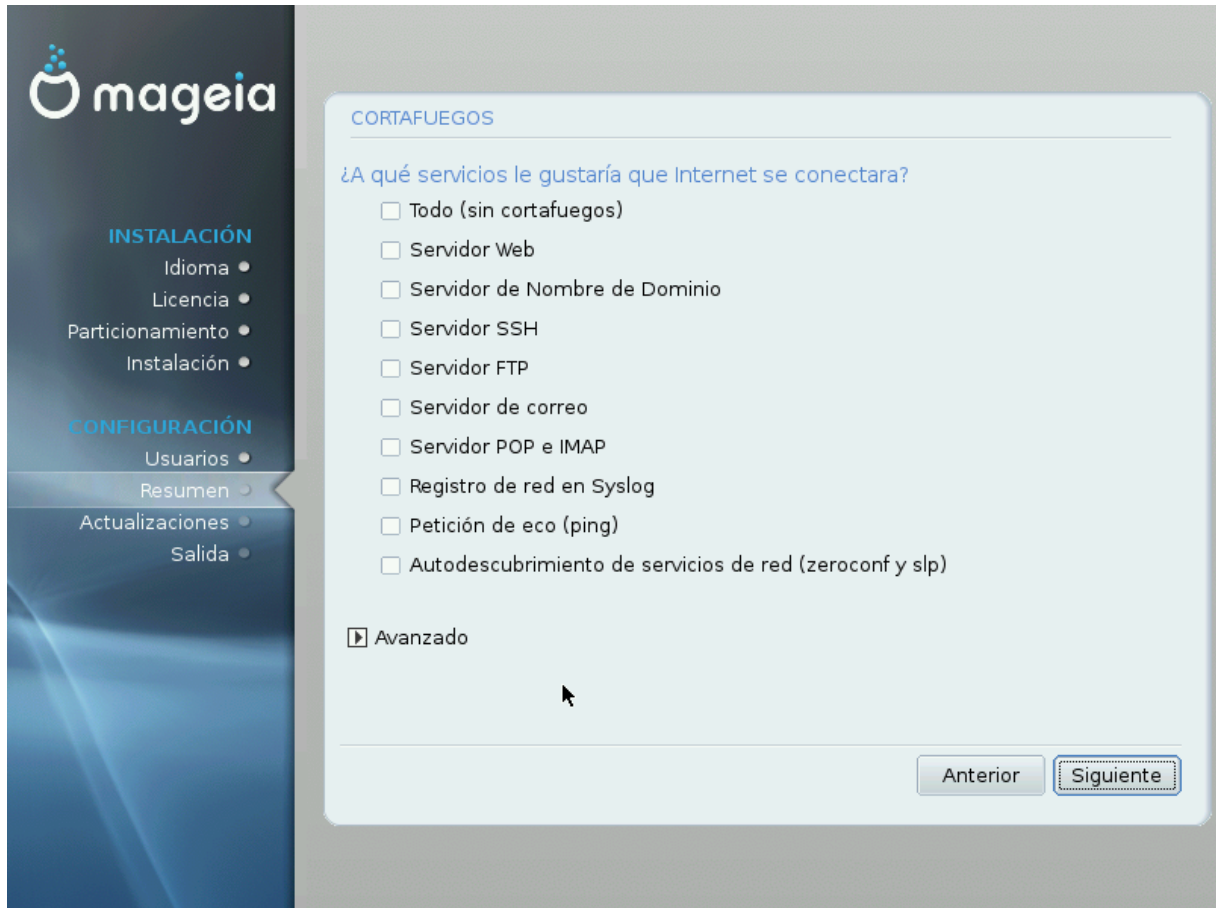 mageia
INSTALACIÓN
Idioma
Licencia
Particionamiento
Instalación
CONFIGURACIÓN
Usuarios
Resumen
Actualizaciones
Salida
CORTAFUEGOS
¿A qué servicios le gustaría que Internet se conectara?
Todo (sin cortafuegos)
Servidor Web
Servidor de Nombre de Dominio
Servidor SSH
Servidor FTP
Servidor de correo
Servidor POP e IMAP
Registro de red en Syslog
Petición de eco (ping)
Autodescubrimiento de servicios de red (zeroconf y slp)
Avanzado
Anterior Siguiente